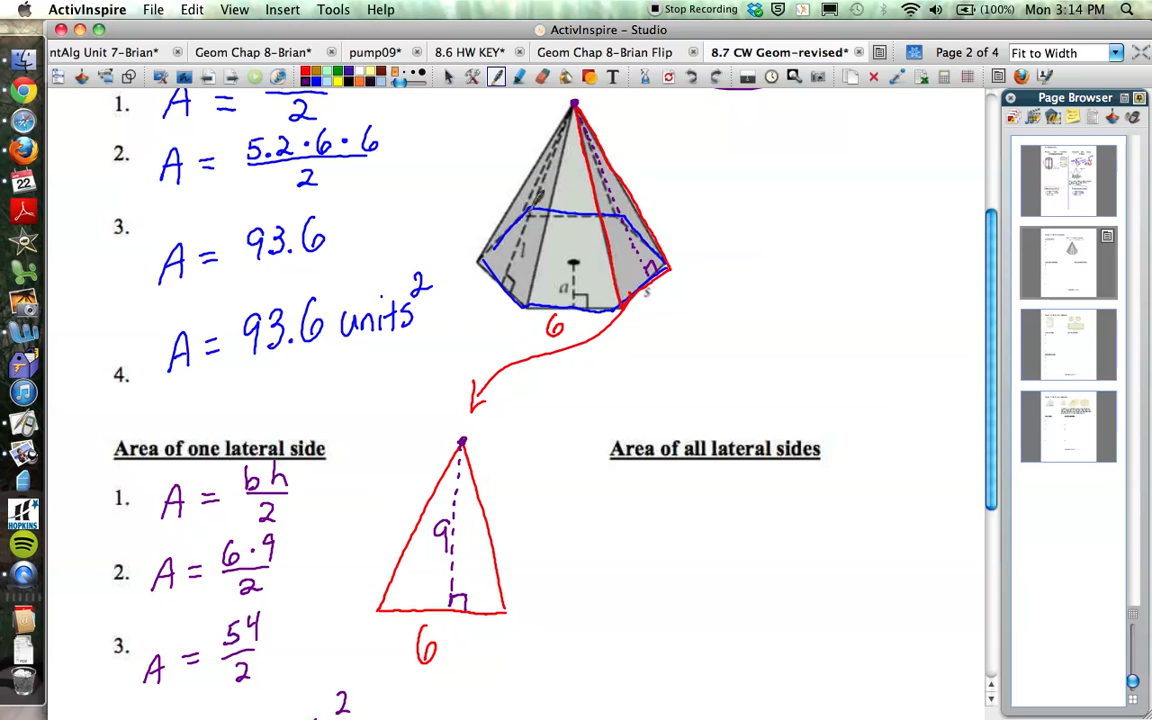 ActivInspire File Edit View Insert Tools Help Stop Recording (100%) Mon 3:14 PM
ActivInspire - Studio
ntAlg Unit 7–Brian* Geom Chap 8–Brian* pump09* 8.6 HW KEY* Geom Chap 8–Brian Flip 8.7 CW Geom-revised* Page 2 of 4 Fit to Width
Page Browser
1. A = 
2
2. A = 5.2 · 6 · 6
2
3. A = 93.6
A = 93.6 units²
4.
a
s
6
Area of one lateral side
Area of all lateral sides
1. A = bh
2
2. A = 6 · 9
2
3. A = 54
2
2
9
6
22
HOPKINS